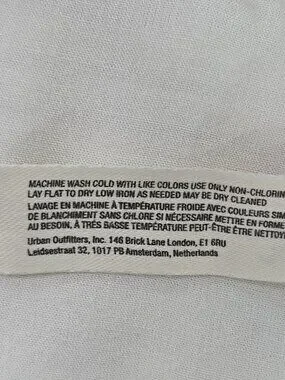 MACHINE WASH COLD WITH LIKE COLORS USE ONLY NON-CHLORIN
LAY FLAT TO DRY LOW IRON AS NEEDED MAY BE DRY CLEANED
LAVAGE EN MACHINE À TEMPÉRATURE FROIDE AVEC COULEURS SIM
DE BLANCHIMENT SANS CHLORE SI NÉCESSAIRE METTRE EN FORME
AU BESOIN, À TRÈS BASSE TEMPÉRATURE PEUT-ÊTRE ÊTRE NETTOY
Urban Outfitters, Inc. 146 Brick Lane London, E1 6RU
Leidsestraat 32, 1017 PB Amsterdam, Netherlands